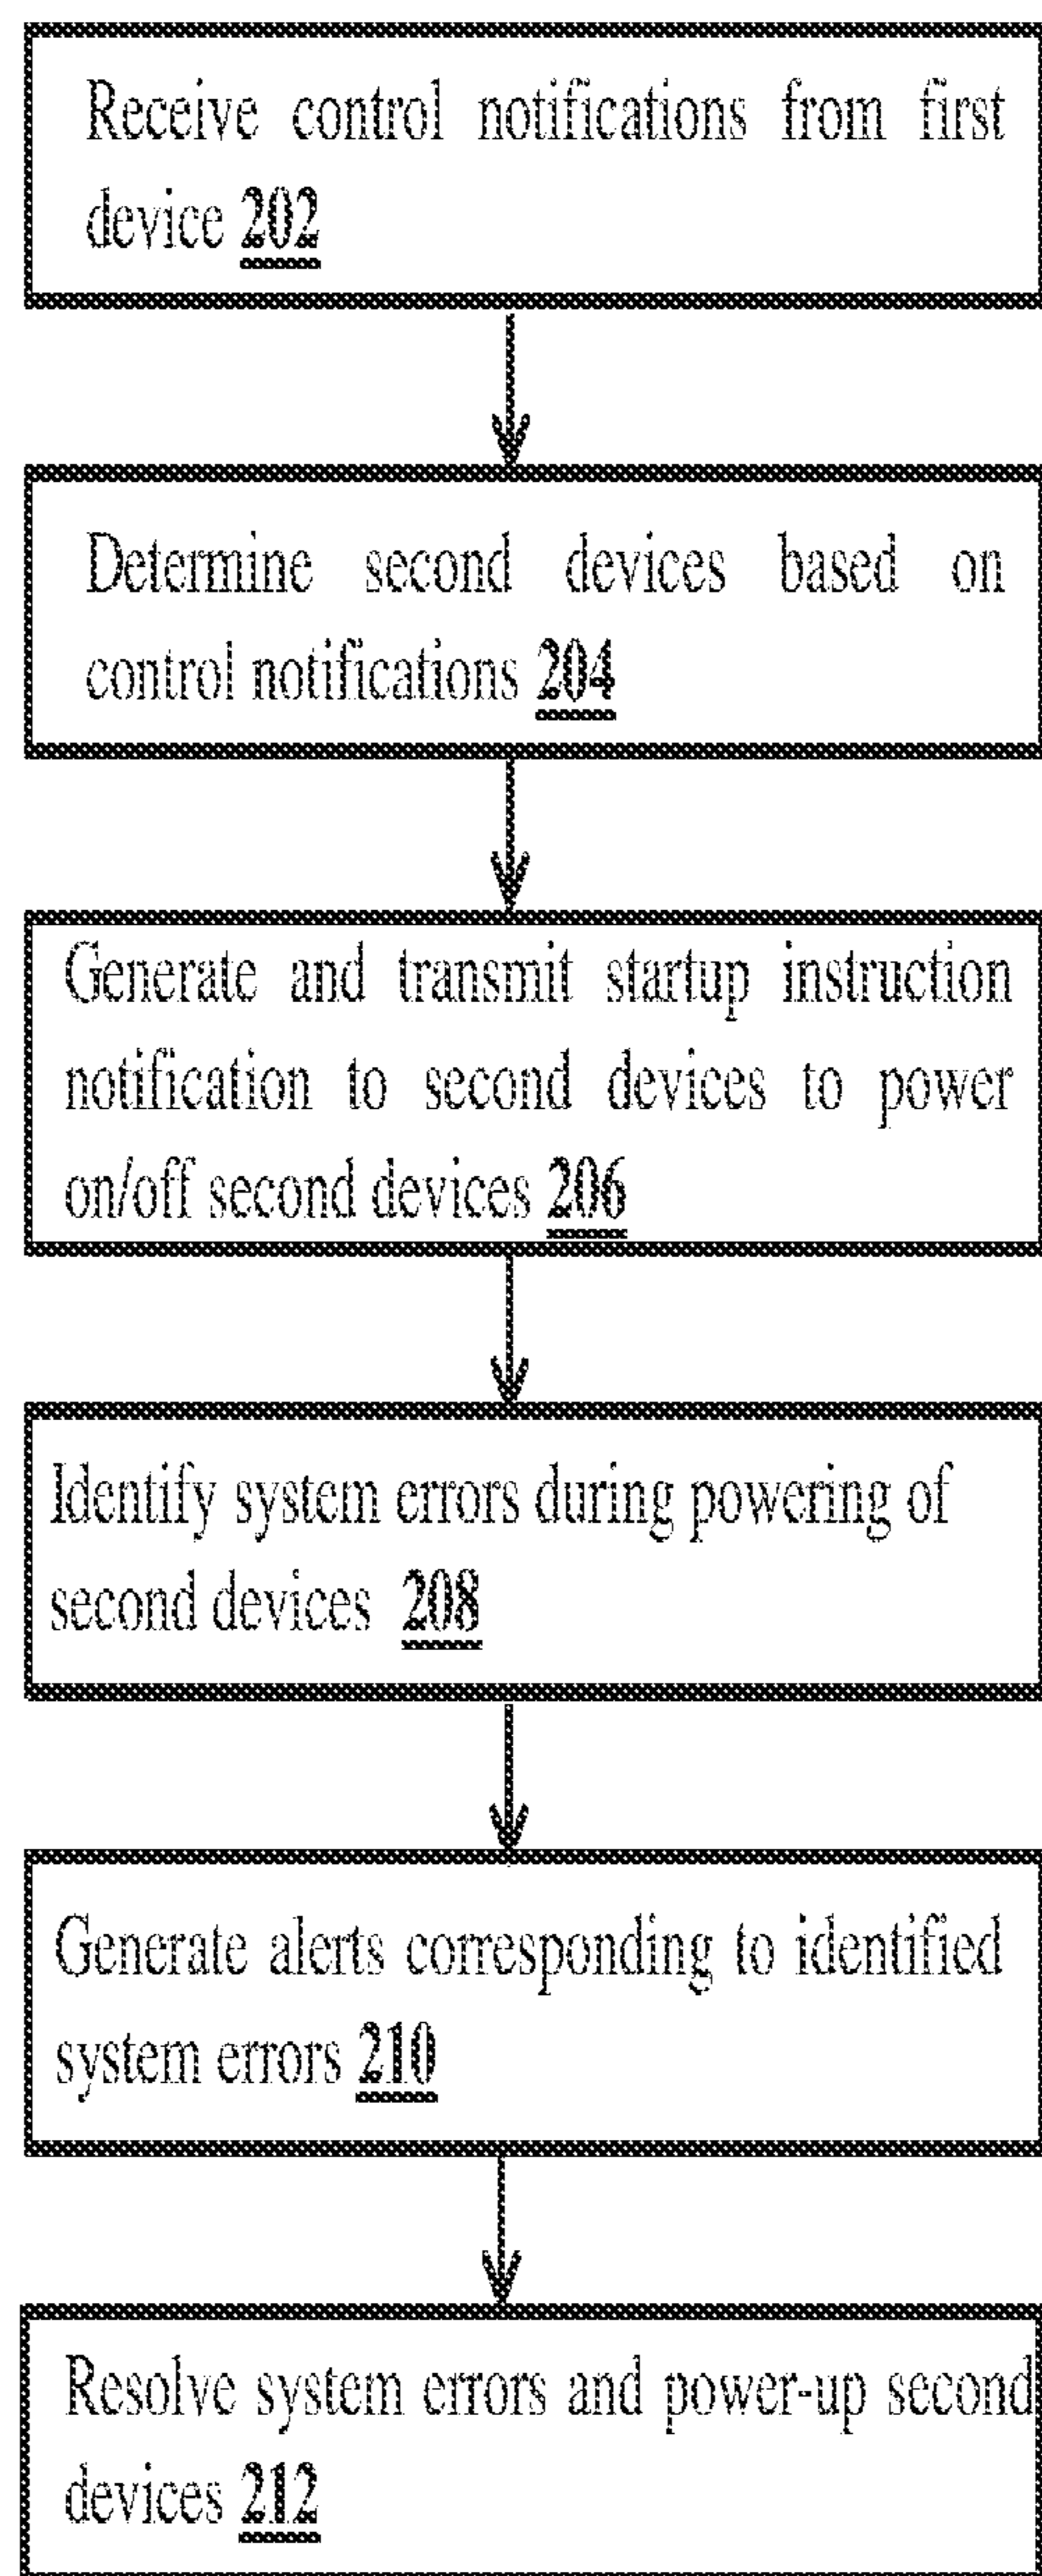 Receive control notifications from first
device 202
Determine second devices based on
control notifications 204
Generate and transmit startup instruction
notification to second devices to power
on/off second devices 206
Identify system errors during powering of
second devices 208
Generate alerts corresponding to identified
system errors 210
Resolve system errors and power-up second
devices 212